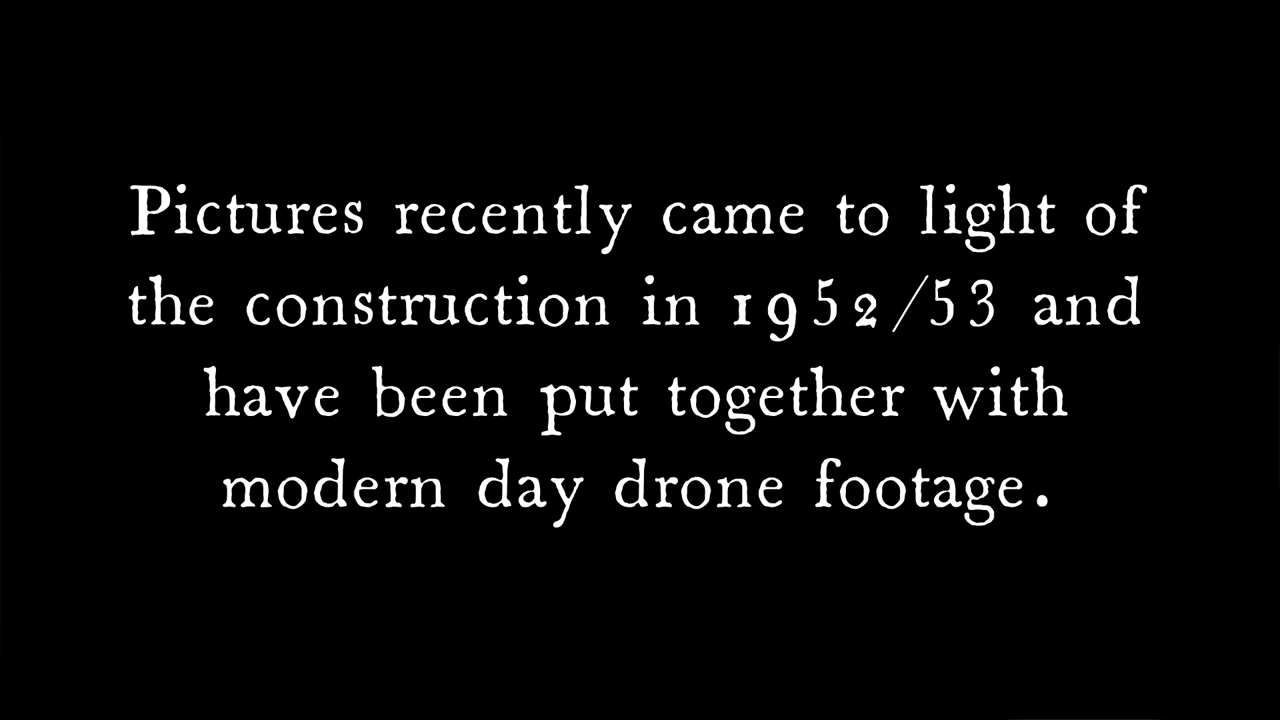 Pictures recently came to light of
the construction in 1952/53 and
have been put together with
modern day drone footage.